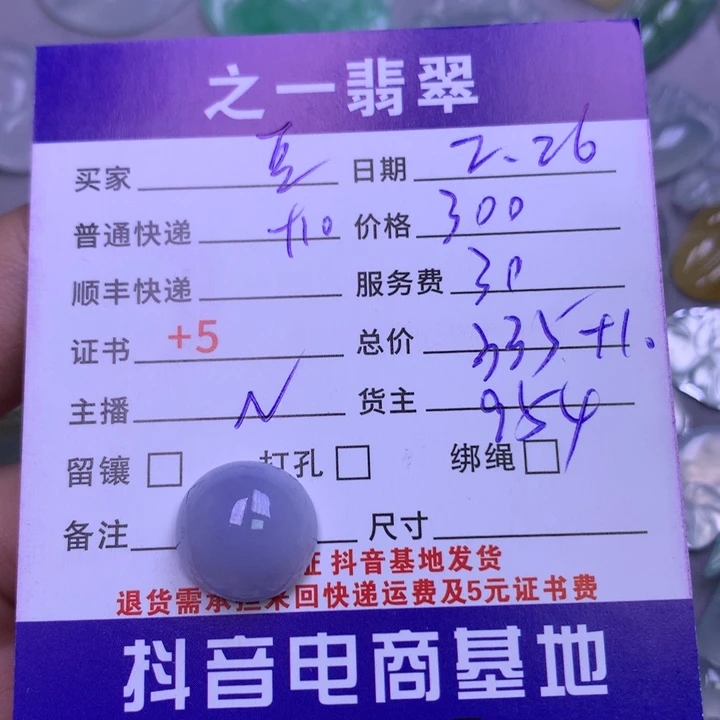 之一翡翠
买家 豆 日期 2.26
普通快递 +10 价格 300
顺丰快递 服务费 30
证书 +5 总价 335+10
主播 N 货主 954
留镶 打孔 绑绳
备注 尺寸
证 抖音基地发货
退货需承担来回快递运费及5元证书费
抖音电商基地